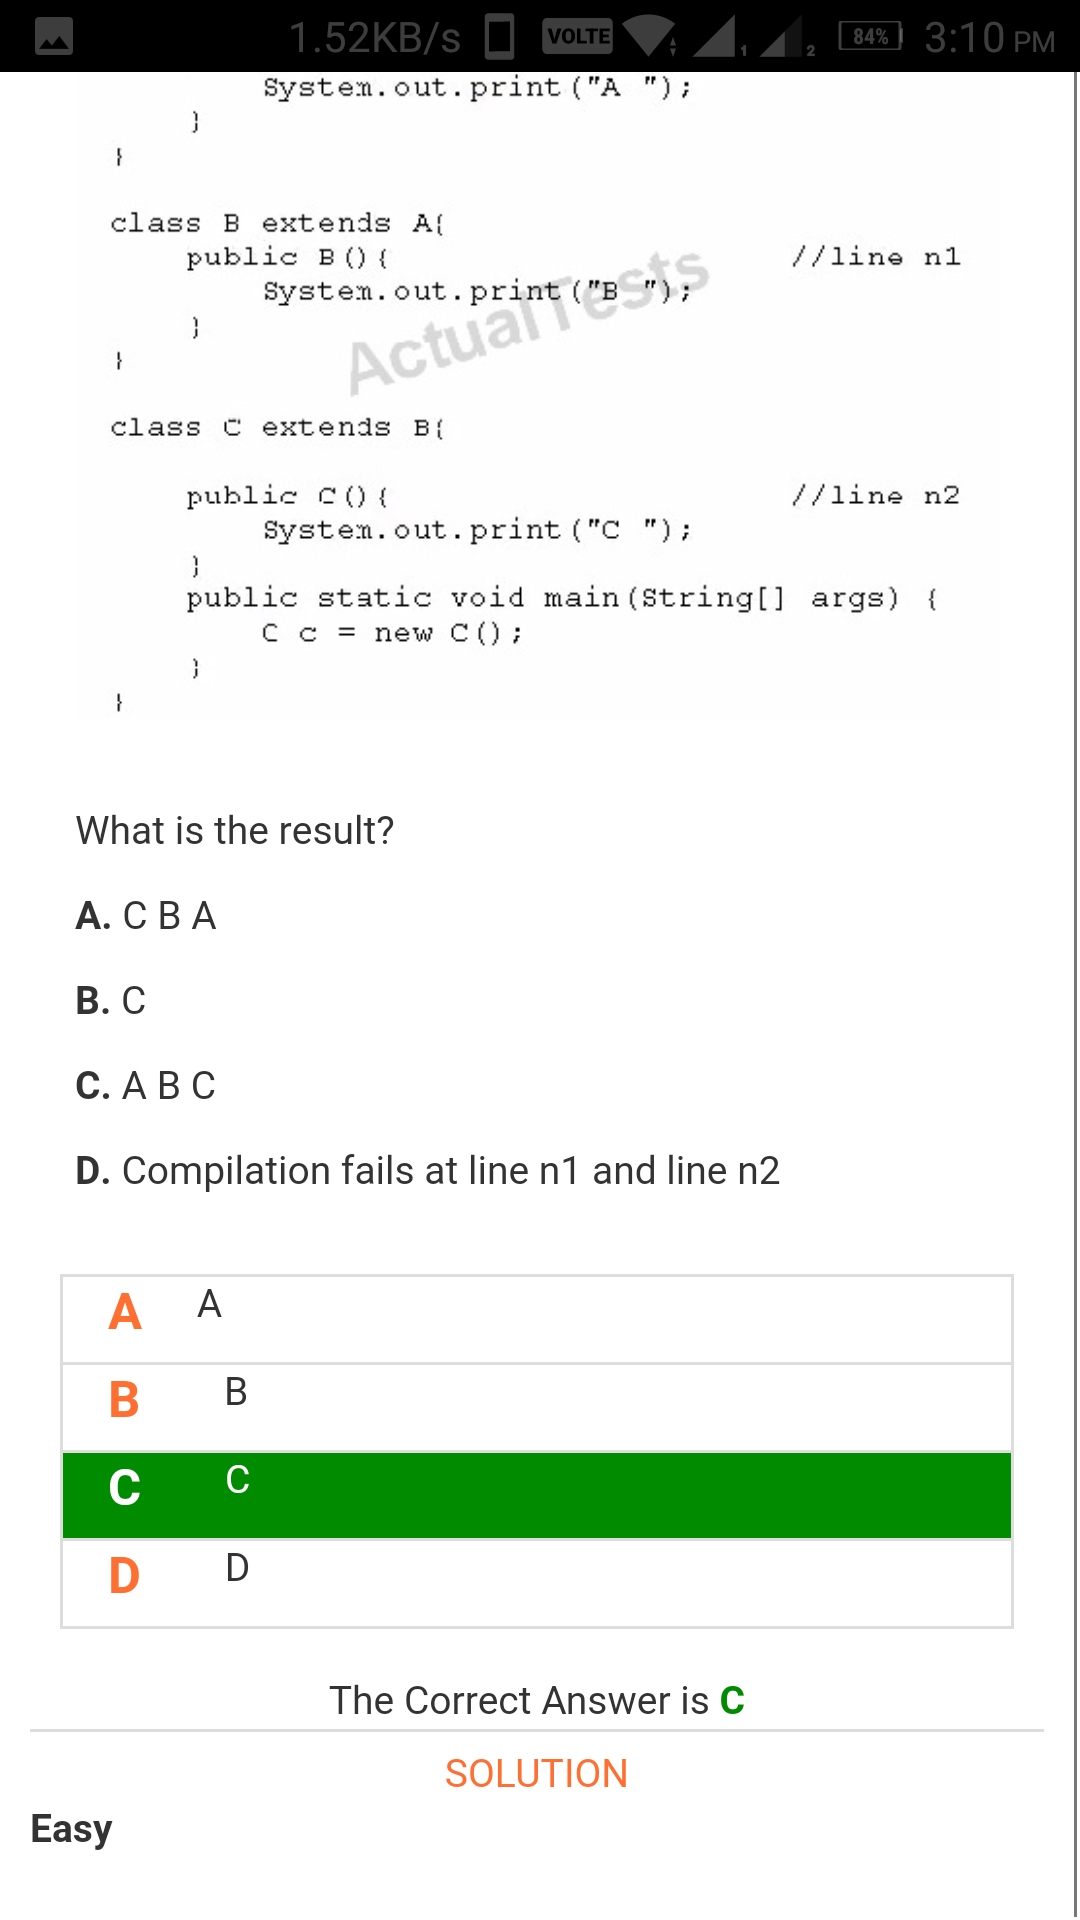 1.52KB/s VOLTE 1 2 84% 3:10 PM
System.out.print("A ");
}
}
class B extends A{
public B(){ //line n1
System.out.print("B ");
}
}
ActualTests
class C extends B{
public C(){ //line n2
System.out.print("C ");
}
public static void main(String[] args) {
C c = new C();
}
}
What is the result?
A. C B A
B. C
C. A B C
D. Compilation fails at line n1 and line n2
A A
B B
C C
D D
The Correct Answer is C
SOLUTION
Easy